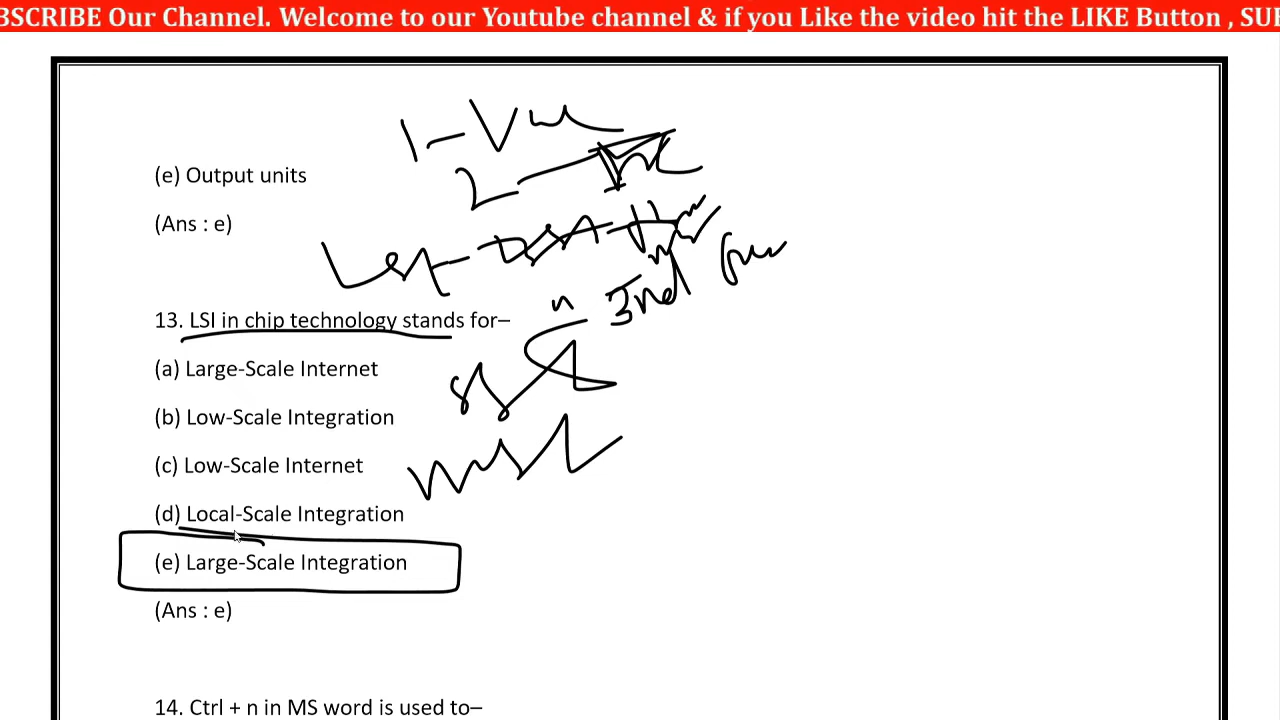 BSCRIBE Our Channel. Welcome to our Youtube channel & if you Like the video hit the LIKE Button , SU
(e) Output units
(Ans : e)
13. LSI in chip technology stands for–
(a) Large-Scale Internet
(b) Low-Scale Integration
(c) Low-Scale Internet
(d) Local-Scale Integration
(e) Large-Scale Integration
(Ans : e)
14. Ctrl + n in MS word is used to–